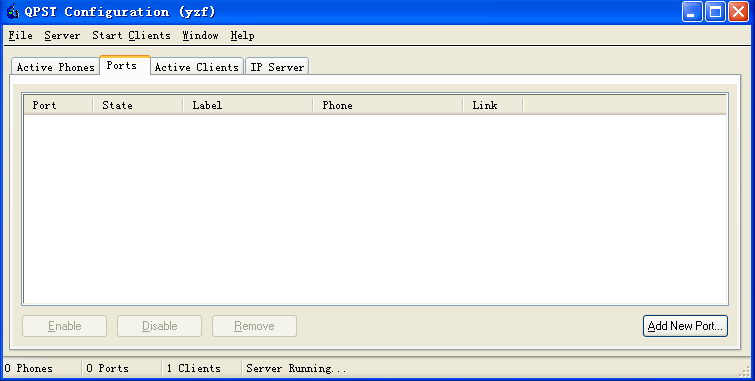 QPST Configuration (yzf)
File Server Start Clients Window Help
Active Phones Ports Active Clients IP Server
Port State Label Phone Link
Enable Disable Remove Add New Port...
0 Phones 0 Ports 1 Clients Server Running...